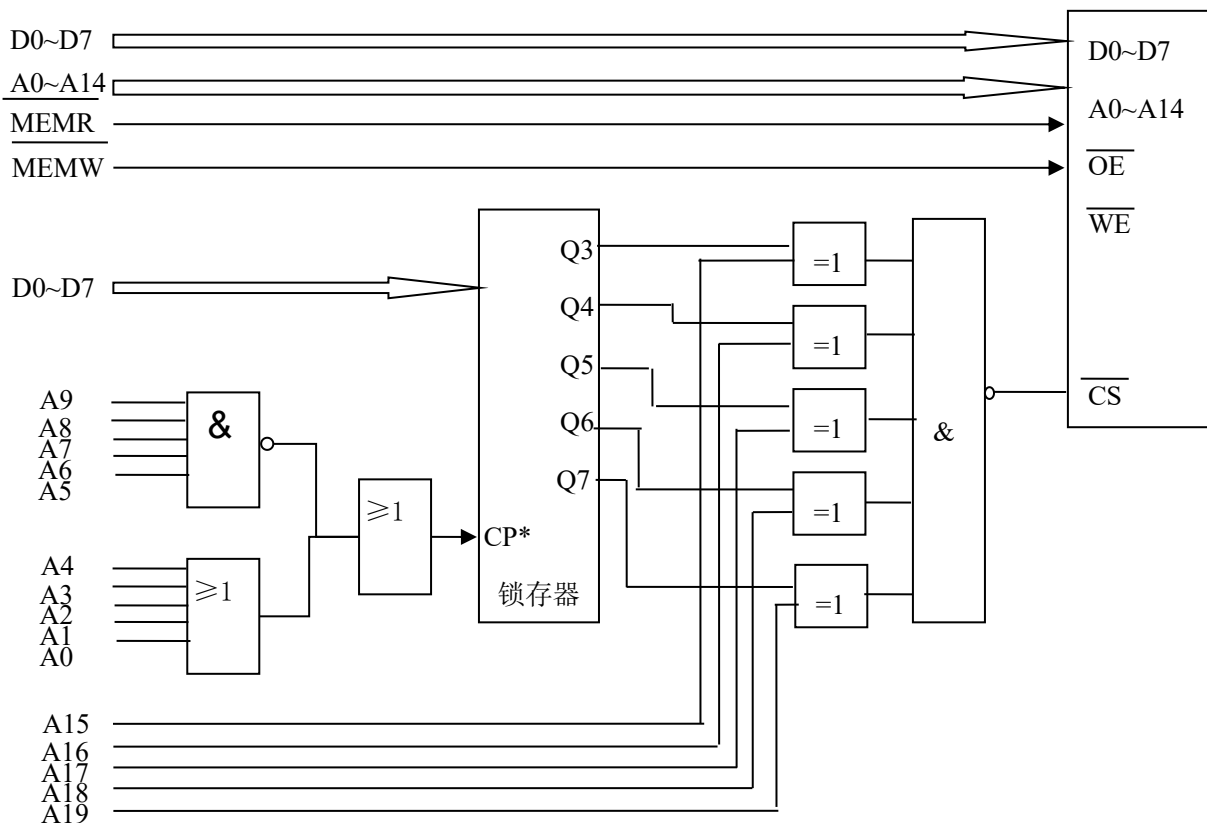 D0~D7
A0~A14
MEMR
MEMW
D0~D7
A0~A14
OE
WE
CS
D0~D7
Q3
Q4
Q5
Q6
Q7
CP*
锁存器
=1
=1
=1
=1
=1
&
A9
A8
A7
A6
A5
&
A4
A3
A2
A1
A0
≥1
≥1
A15
A16
A17
A18
A19